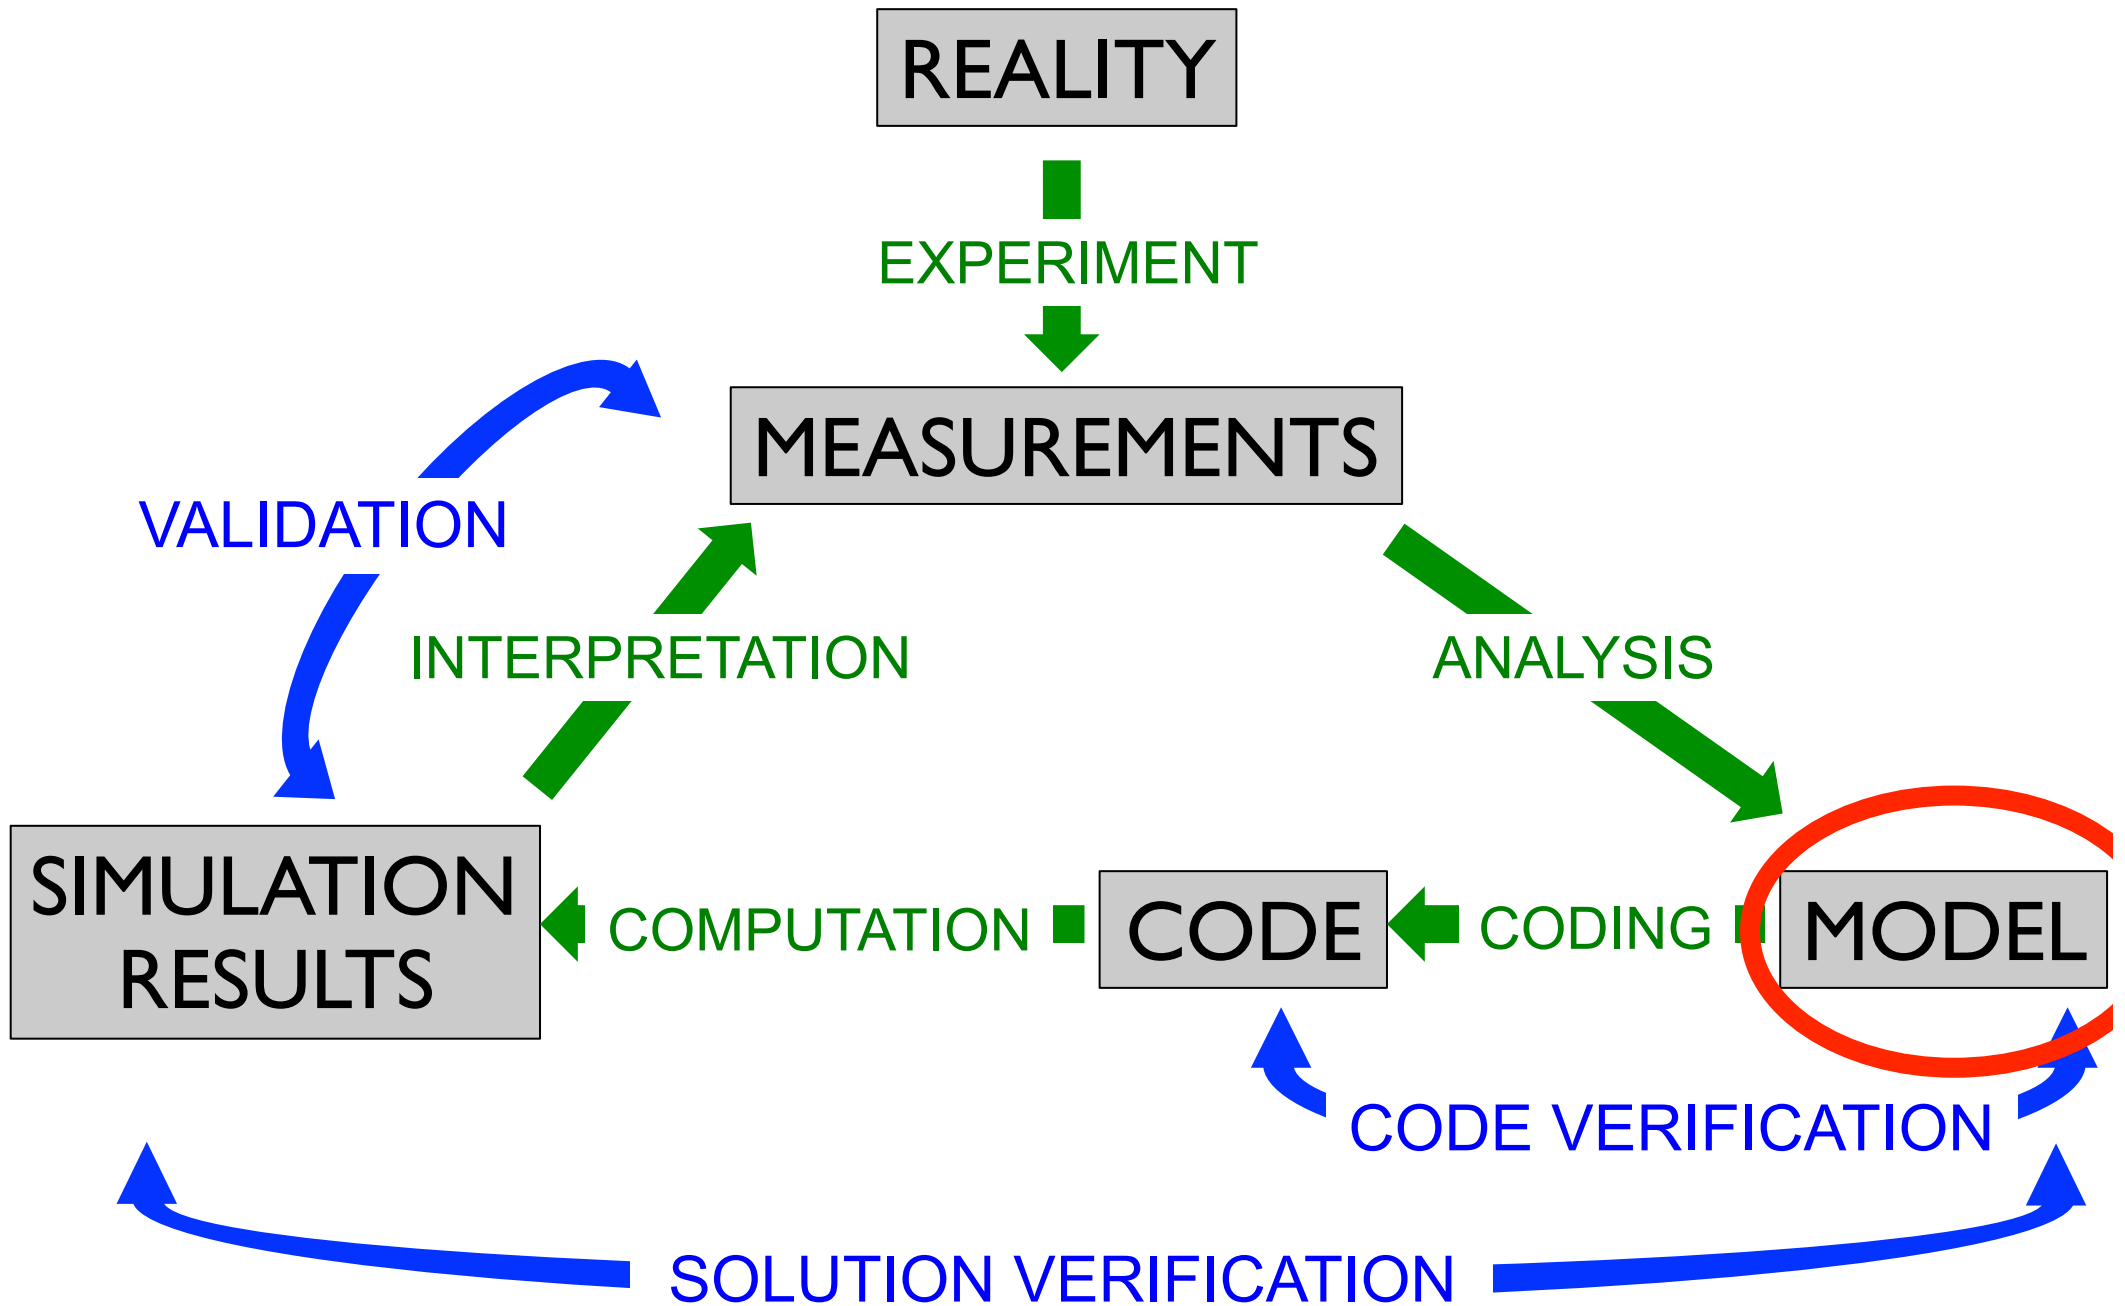 REALITY
EXPERIMENT
MEASUREMENTS
VALIDATION
INTERPRETATION
ANALYSIS
SIMULATION
RESULTS
COMPUTATION
CODE
CODING
MODEL
CODE VERIFICATION
SOLUTION VERIFICATION